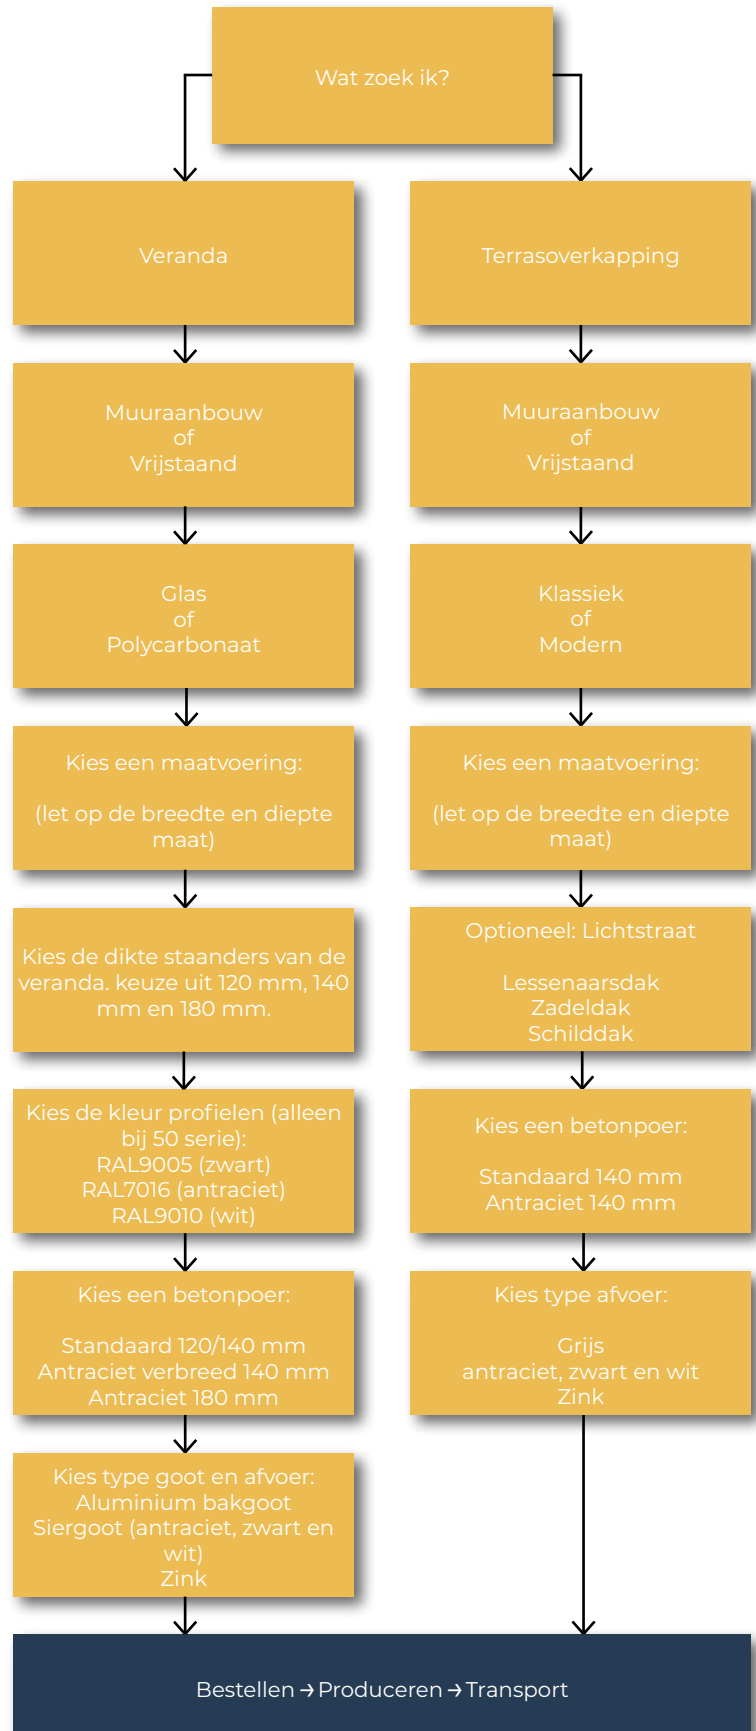 Wat zoek ik?
Veranda
Terrasoverkapping
Muuraanbouw
of
Vrijstaand
Muuraanbouw
of
Vrijstaand
Glas
of
Polycarbonaat
Klassiek
of
Modern
Kies een maatvoering:
(let op de breedte en diepte
maat)
Kies een maatvoering:
(let op de breedte en diepte
maat)
Kies de dikte staanders van de
veranda. keuze uit 120 mm, 140
mm en 180 mm.
Optioneel: Lichtstraat
Lessenaarsdak
Zadeldak
Schilddak
Kies de kleur profielen (alleen
bij 50 serie):
RAL9005 (zwart)
RAL7016 (antraciet)
RAL9010 (wit)
Kies een betonpoer:
Standaard 140 mm
Antraciet 140 mm
Kies een betonpoer:
Standaard 120/140 mm
Antraciet verbreed 140 mm
Antraciet 180 mm
Kies type afvoer:
Grijs
antraciet, zwart en wit
Zink
Kies type goot en afvoer:
Aluminium bakgoot
Siergoot (antraciet, zwart en
wit)
Zink
Bestellen → Produceren → Transport